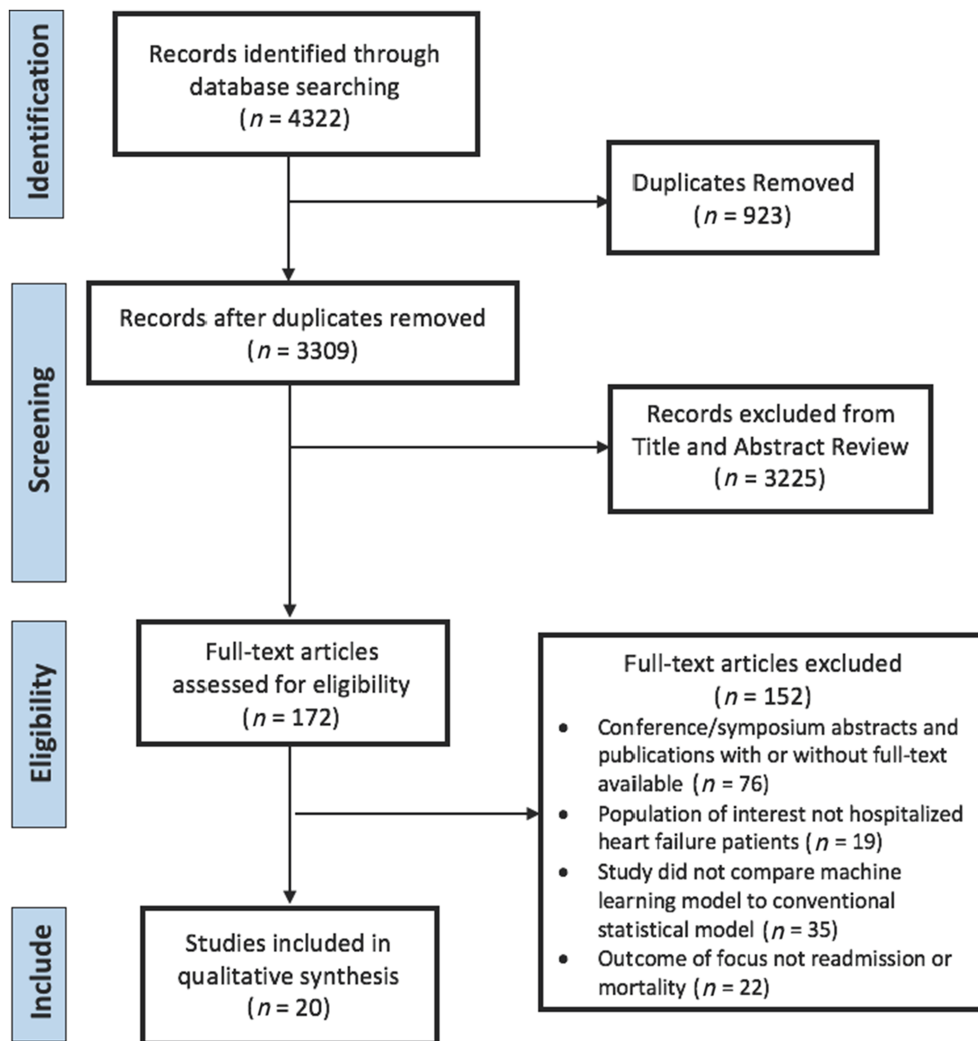 Identification
Records identified through
database searching
(n = 4322)
Duplicates Removed
(n = 923)
Screening
Records after duplicates removed
(n = 3309)
Records excluded from
Title and Abstract Review
(n = 3225)
Eligibility
Full-text articles
assessed for eligibility
(n = 172)
Full-text articles excluded
(n = 152)
• Conference/symposium abstracts and
publications with or without full-text
available (n = 76)
• Population of interest not hospitalized
heart failure patients (n = 19)
• Study did not compare machine
learning model to conventional
statistical model (n = 35)
• Outcome of focus not readmission or
mortality (n = 22)
Include
Studies included in
qualitative synthesis
(n = 20)